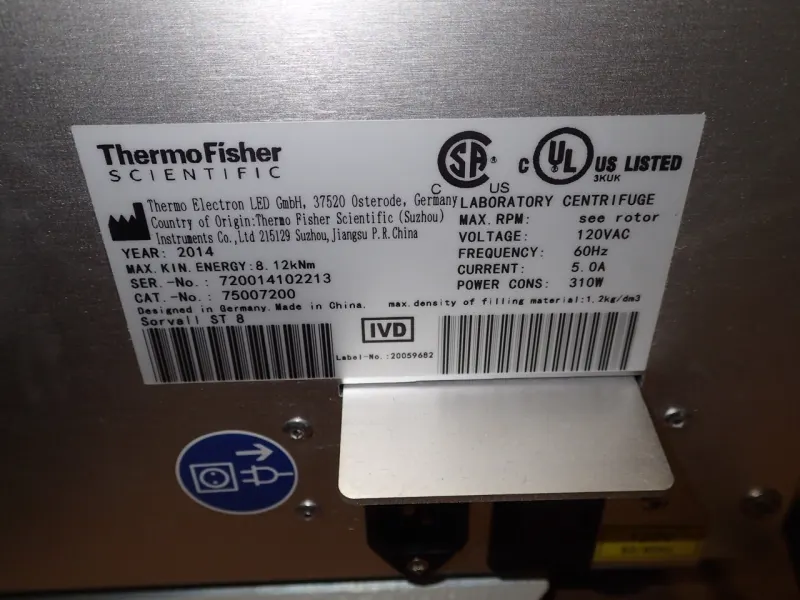 ThermoFisher
SCIENTIFIC
Thermo Electron LED GmbH, 37520 Osterode, Germany
Country of Origin:Thermo Fisher Scientific (Suzhou)
Instruments Co.,Ltd 215129 Suzhou,Jiangsu P.R.China
YEAR: 2014
MAX. KIN. ENERGY:8.12kNm
SER.-No.: 720014102213
CAT.-No.: 75007200
Designed in Germany. Made in China.
max.density of filling material:1.2kg/dm3
Sorvall ST 8
SA ®
C US
C UL US LISTED
3KUK
LABORATORY CENTRIFUGE
MAX. RPM: see rotor
VOLTAGE: 120VAC
FREQUENCY: 60Hz
CURRENT: 5.0A
POWER CONS: 310W
IVD
Label-No.:20059682